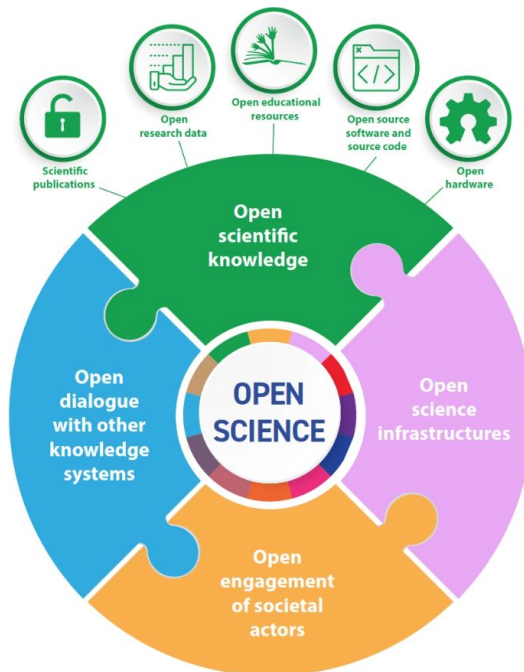 Scientific
publications
Open
research data
Open educational
resources
Open source
software and
source code
Open
hardware
Open
scientific
knowledge
Open
dialogue
with other
knowledge
systems
OPEN
SCIENCE
Open
science
infrastructures
Open
engagement
of societal
actors